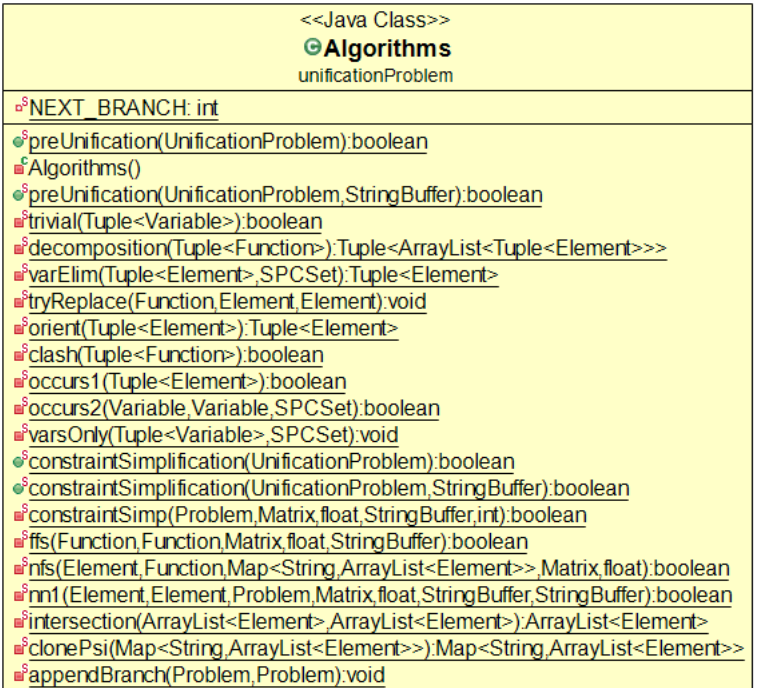 <<Java Class>>
Algorithms
unificationProblem
NEXT_BRANCH: int
preUnification(UnificationProblem):boolean
Algorithms()
preUnification(UnificationProblem,StringBuffer):boolean
trivial(Tuple<Variable>):boolean
decomposition(Tuple<Function>):Tuple<ArrayList<Tuple<Element>>>
varElim(Tuple<Element>,SPCSet):Tuple<Element>
tryReplace(Function,Element,Element):void
orient(Tuple<Element>):Tuple<Element>
clash(Tuple<Function>):boolean
occurs1(Tuple<Element>):boolean
occurs2(Variable,Variable,SPCSet):boolean
varsOnly(Tuple<Variable>,SPCSet):void
constraintSimplification(UnificationProblem):boolean
constraintSimplification(UnificationProblem,StringBuffer):boolean
constraintSimp(Problem,Matrix,float,StringBuffer,int):boolean
ffs(Function,Function,Matrix,float,StringBuffer):boolean
nfs(Element,Function,Map<String,ArrayList<Element>>,Matrix,float):boolean
nn1(Element,Element,Problem,Matrix,float,StringBuffer,StringBuffer):boolean
intersection(ArrayList<Element>,ArrayList<Element>):ArrayList<Element>
clonePsi(Map<String,ArrayList<Element>>):Map<String,ArrayList<Element>>
appendBranch(Problem,Problem):void